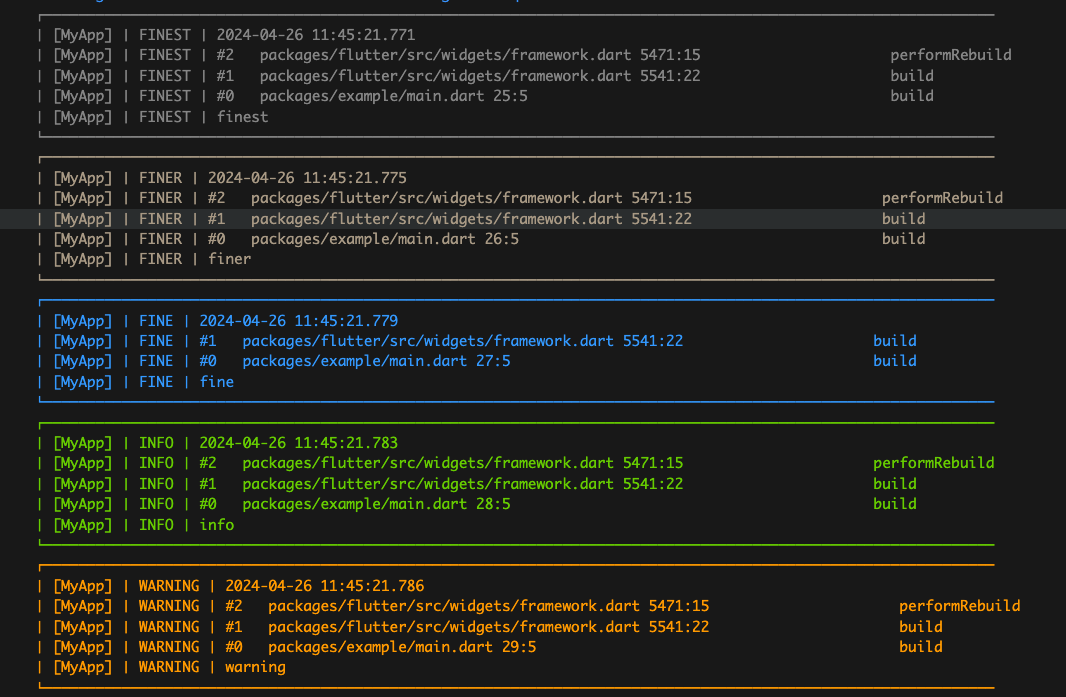 | [MyApp] | FINEST | 2024-04-26 11:45:21.771
| [MyApp] | FINEST | #2   packages/flutter/src/widgets/framework.dart 5471:15                      performRebuild
| [MyApp] | FINEST | #1   packages/flutter/src/widgets/framework.dart 5541:22                      build
| [MyApp] | FINEST | #0   packages/example/main.dart 25:5                                          build
| [MyApp] | FINEST | finest
| [MyApp] | FINER | 2024-04-26 11:45:21.775
| [MyApp] | FINER | #2   packages/flutter/src/widgets/framework.dart 5471:15                      performRebuild
| [MyApp] | FINER | #1   packages/flutter/src/widgets/framework.dart 5541:22                      build
| [MyApp] | FINER | #0   packages/example/main.dart 26:5                                          build
| [MyApp] | FINER | finer
| [MyApp] | FINE | 2024-04-26 11:45:21.779
| [MyApp] | FINE | #1   packages/flutter/src/widgets/framework.dart 5541:22                      build
| [MyApp] | FINE | #0   packages/example/main.dart 27:5                                          build
| [MyApp] | FINE | fine
| [MyApp] | INFO | 2024-04-26 11:45:21.783
| [MyApp] | INFO | #2   packages/flutter/src/widgets/framework.dart 5471:15                      performRebuild
| [MyApp] | INFO | #1   packages/flutter/src/widgets/framework.dart 5541:22                      build
| [MyApp] | INFO | #0   packages/example/main.dart 28:5                                          build
| [MyApp] | INFO | info
| [MyApp] | WARNING | 2024-04-26 11:45:21.786
| [MyApp] | WARNING | #2   packages/flutter/src/widgets/framework.dart 5471:15                      performRebuild
| [MyApp] | WARNING | #1   packages/flutter/src/widgets/framework.dart 5541:22                      build
| [MyApp] | WARNING | #0   packages/example/main.dart 29:5                                          build
| [MyApp] | WARNING | warning